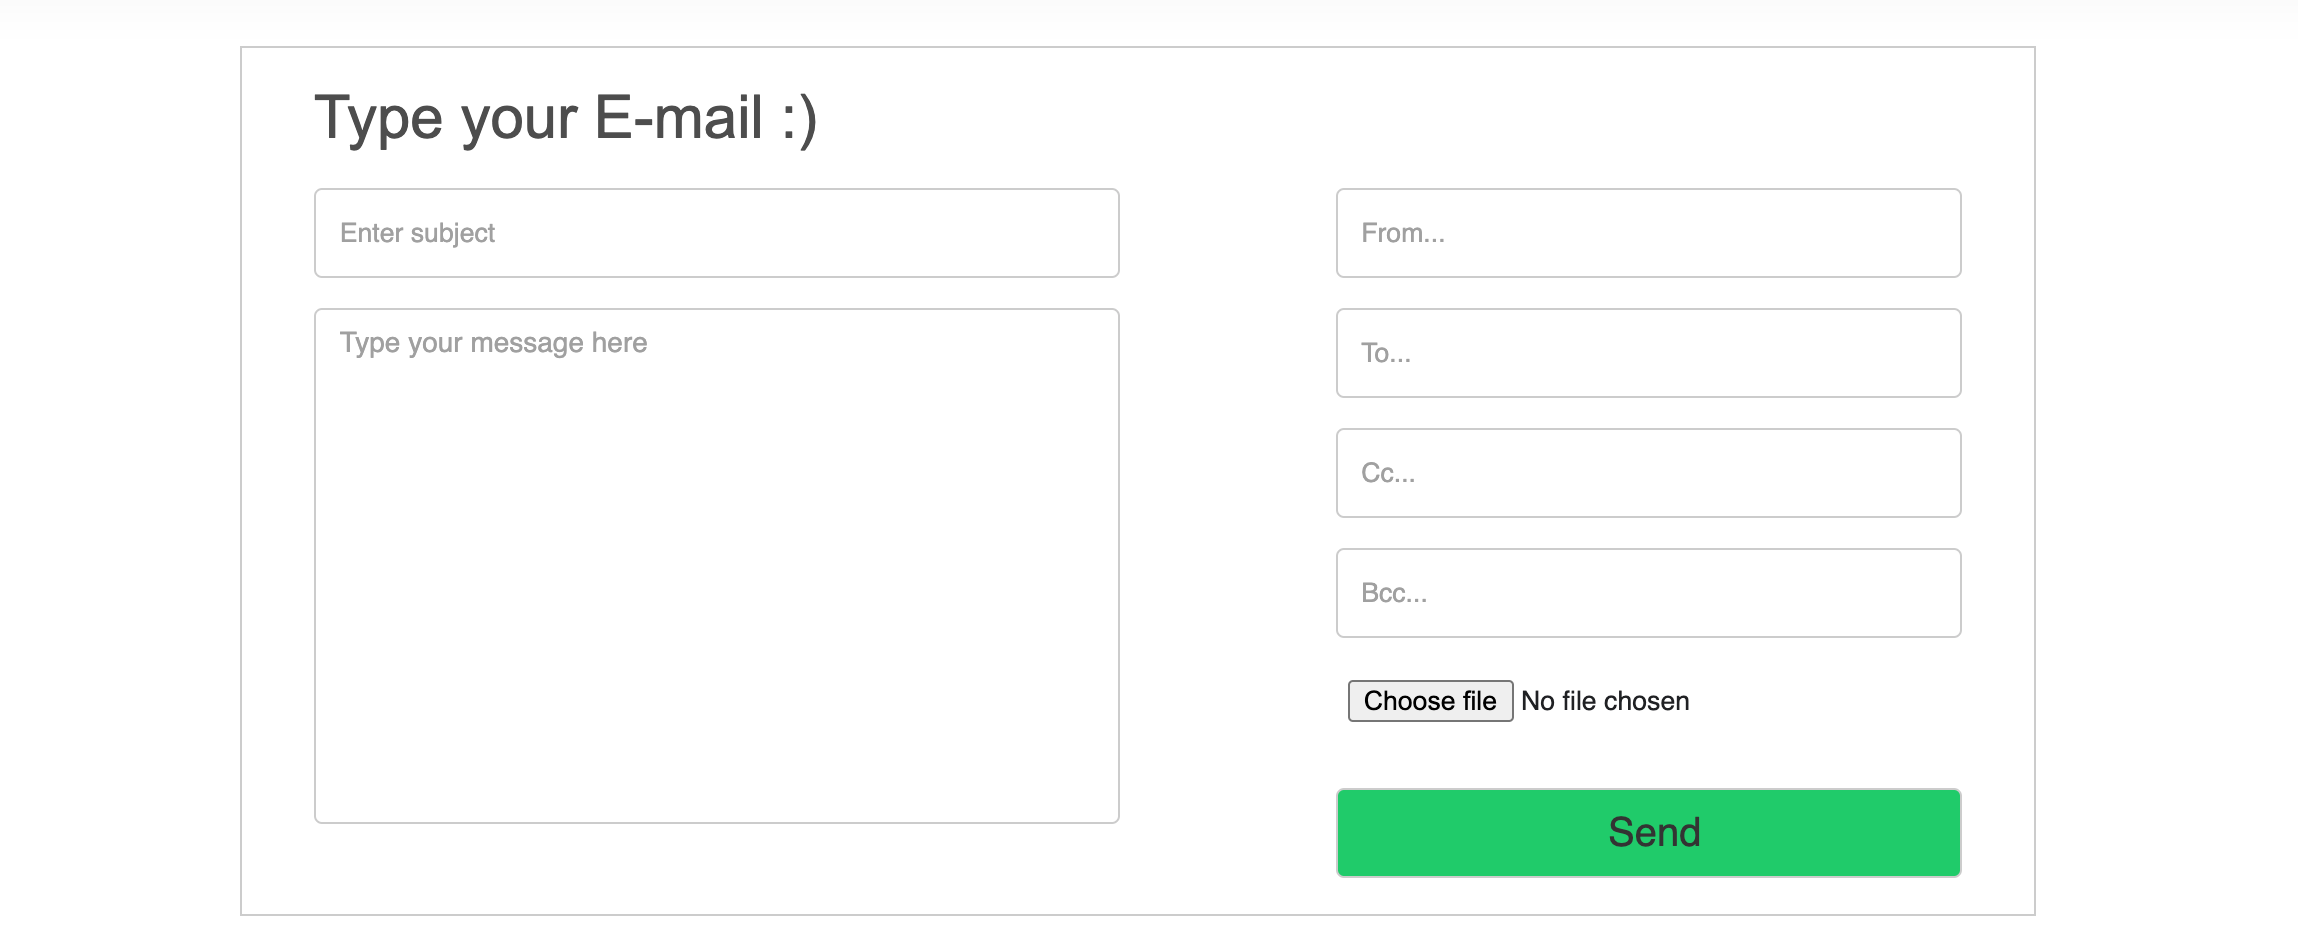 Type your E-mail :)
Enter subject
Type your message here
From...
To...
Cc...
Bcc...
Choose file No file chosen
Send